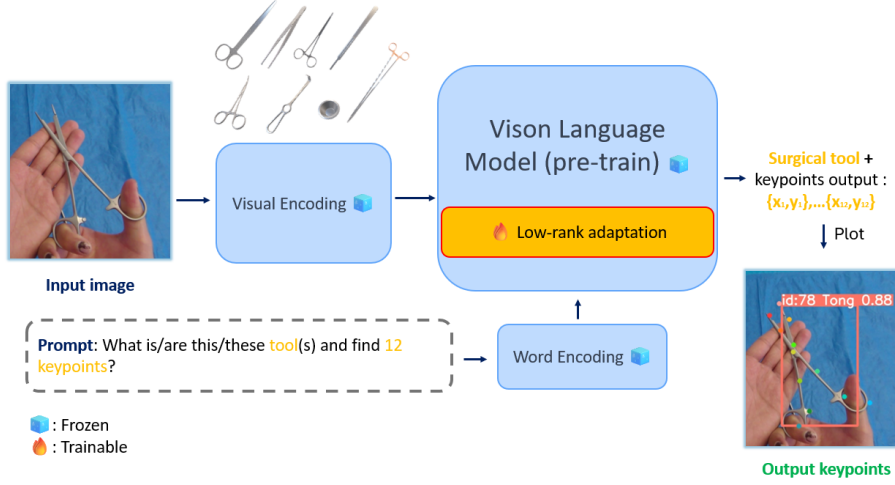 Vison Language
Model (pre-train)
Visual Encoding
Low-rank adaptation
Surgical tool +
keypoints output :
{x₁,y₁},...{x₁₂,y₁₂}
Plot
Input image
id:78 Tong 0.88
Prompt: What is/are this/these tool(s) and find 12
keypoints?
Word Encoding
: Frozen
: Trainable
Output keypoints